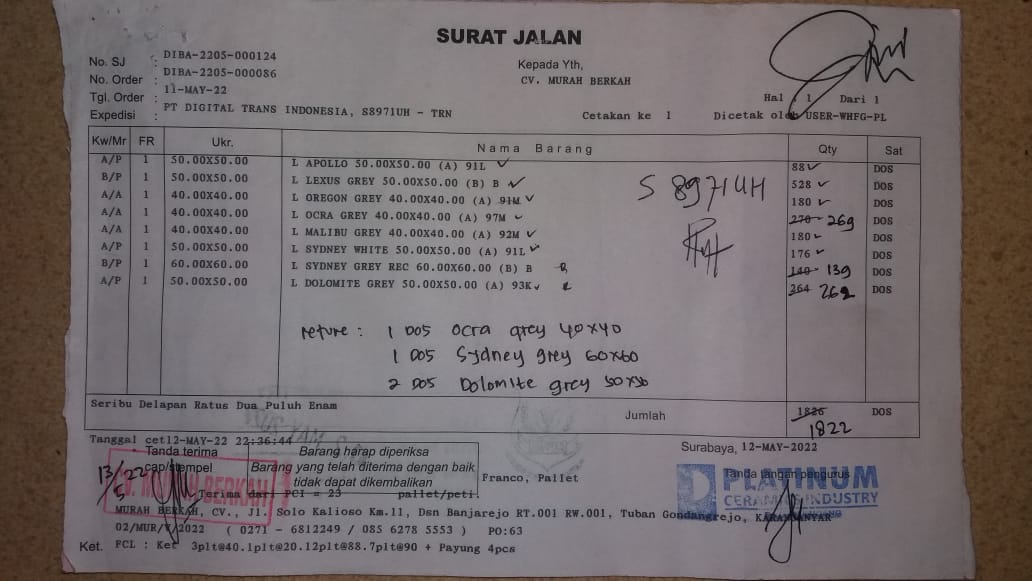 SURAT JALAN
No. SJ : DIBA-2205-000124
No. Order : DIBA-2205-000086
Tgl. Order : 11-MAY-22
Expedisi : PT DIGITAL TRANS INDONESIA, S8971UH - TRN
Kepada Yth,
CV. MURAH BERKAH
Hal : 1 Dari 1
Cetakan ke 1 Dicetak oleh USER-WHFG-PL
Kw/Mr FR Ukr. Nama Barang Qty Sat
A/P 1 50.00X50.00 L APOLLO 50.00X50.00 (A) 91L 88 DOS
B/P 1 50.00X50.00 L LEXUS GREY 50.00X50.00 (B) B 528 DOS
A/A 1 40.00X40.00 L OREGON GREY 40.00X40.00 (A) 91M 180 DOS
A/A 1 40.00X40.00 L OCRA GREY 40.00X40.00 (A) 97M 270 269 DOS
A/A 1 40.00X40.00 L MALIBU GREY 40.00X40.00 (A) 92M 180 DOS
A/P 1 50.00X50.00 L SYDNEY WHITE 50.00X50.00 (A) 91L 176 DOS
B/P 1 60.00X60.00 L SYDNEY GREY REC 60.00X60.00 (B) B 140 139 DOS
A/P 1 50.00X50.00 L DOLOMITE GREY 50.00X50.00 (A) 93K 264 262 DOS
S 8971UH
reture : 1 DOS Ocra grey 40x40
1 DOS Sydney grey 60x60
2 DOS Dolomite grey 50x50
Seribu Delapan Ratus Dua Puluh Enam
Jumlah 1826 DOS
1822
Tanggal cet12-MAY-22 22:36:44
Surabaya, 12-MAY-2022
Tanda terima
cap/stempel
13/5 22
MURAH BERKAH
Barang harap diperiksa
Barang yang telah diterima dengan baik
tidak dapat dikembalikan
Franco, Pallet
Tanda tangan pengurus
PLATINUM
CERAMICS INDUSTRY
Terima dari PCI = 23 pallet/peti.
MURAH BERKAH, CV., Jl. Solo Kalioso Km.11, Dsn Banjarejo RT.001 RW.001, Tuban Gondangrejo, KARANGANYAR
02/MUR/V/2022 ( 0271 - 6812249 / 085 6278 5553 ) PO:63
Ket. FCL : Ket 3plt@40.1plt@20.12plt@88.7plt@90 + Payung 4pcs